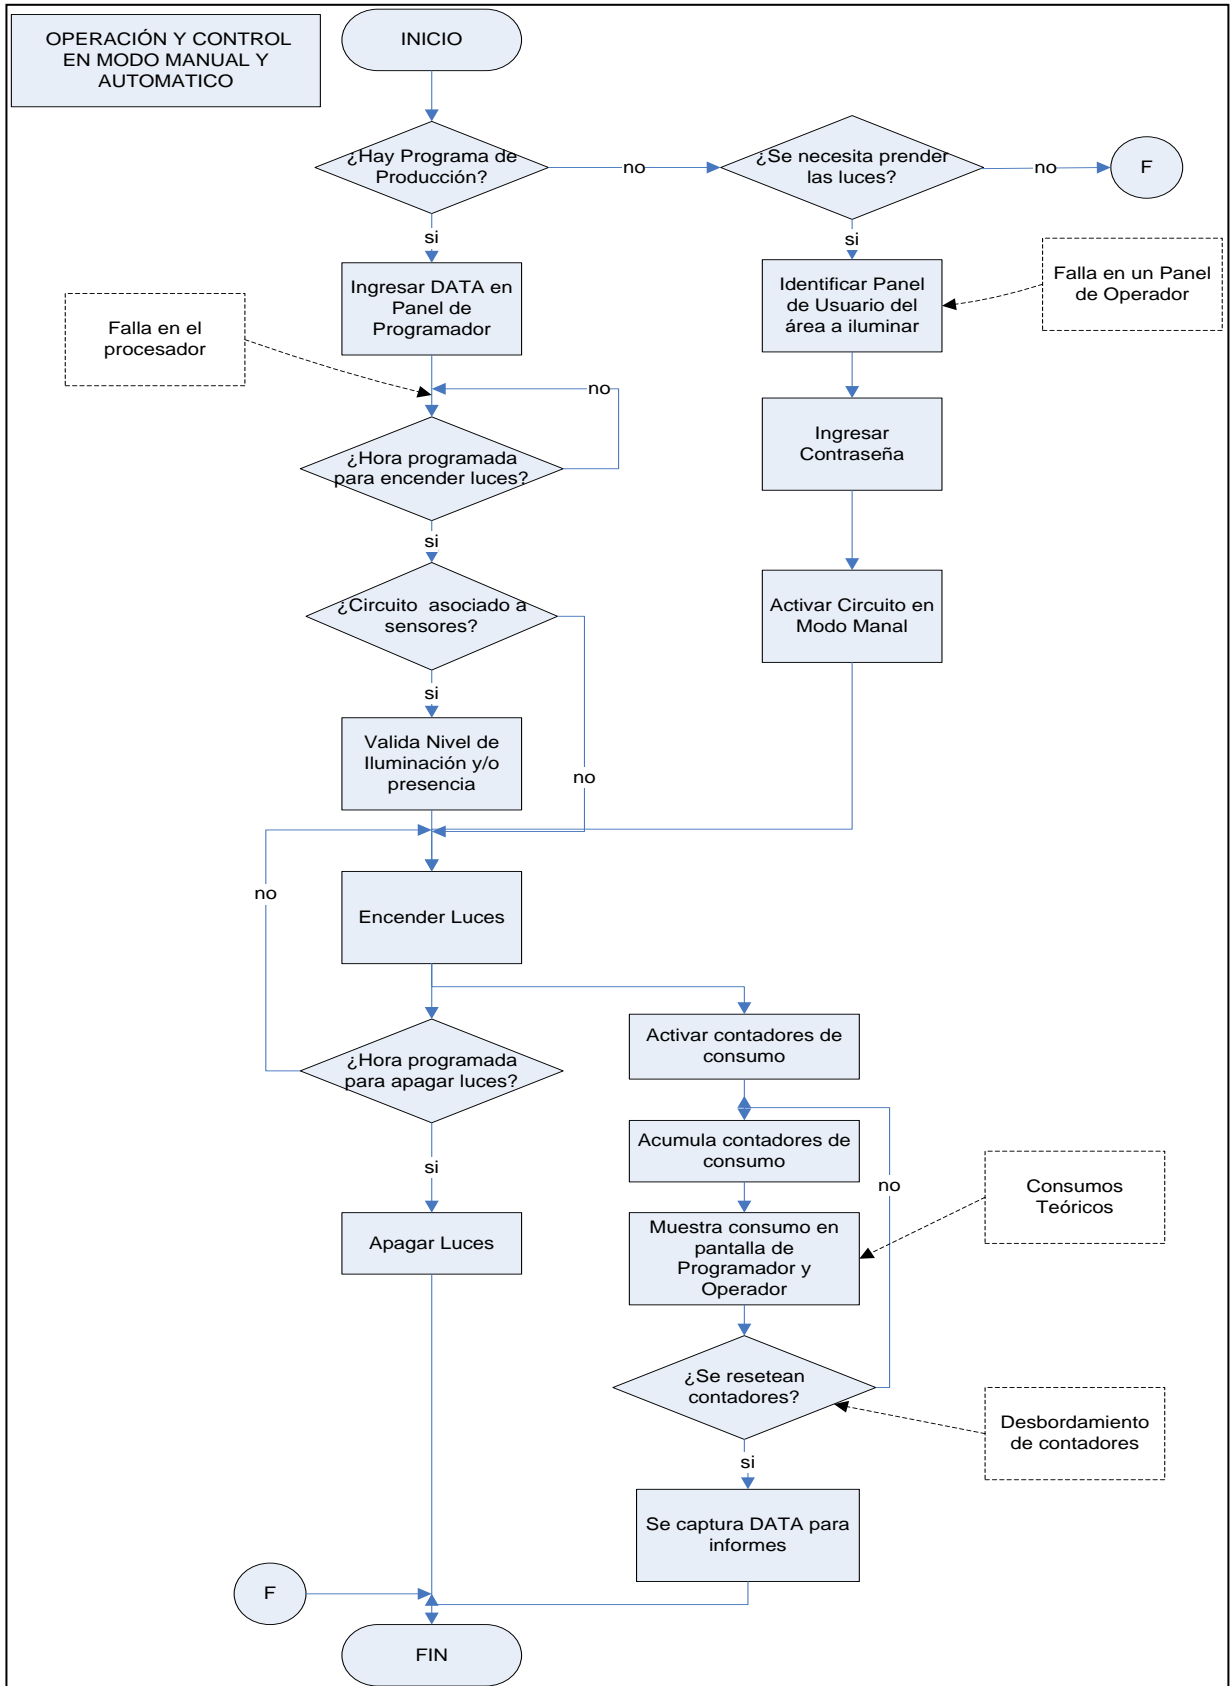 OPERACIÓN Y CONTROL
EN MODO MANUAL Y
AUTOMATICO
INICIO
¿Hay Programa de
Producción?
no
¿Se necesita prender
las luces?
no
F
si
si
Ingresar DATA en
Panel de
Programador
Identificar Panel
de Usuario del
área a iluminar
Falla en un Panel
de Operador
Falla en el
procesador
no
¿Hora programada
para encender luces?
Ingresar
Contraseña
si
¿Circuito asociado a
sensores?
Activar Circuito en
Modo Manal
si
Valida Nivel de
Iluminación y/o
presencia
no
no
Encender Luces
¿Hora programada
para apagar luces?
Activar contadores de
consumo
Acumula contadores de
consumo
si
no
Consumos
Teóricos
Apagar Luces
Muestra consumo en
pantalla de
Programador y
Operador
¿Se resetean
contadores?
Desbordamiento
de contadores
si
Se captura DATA para
informes
F
FIN